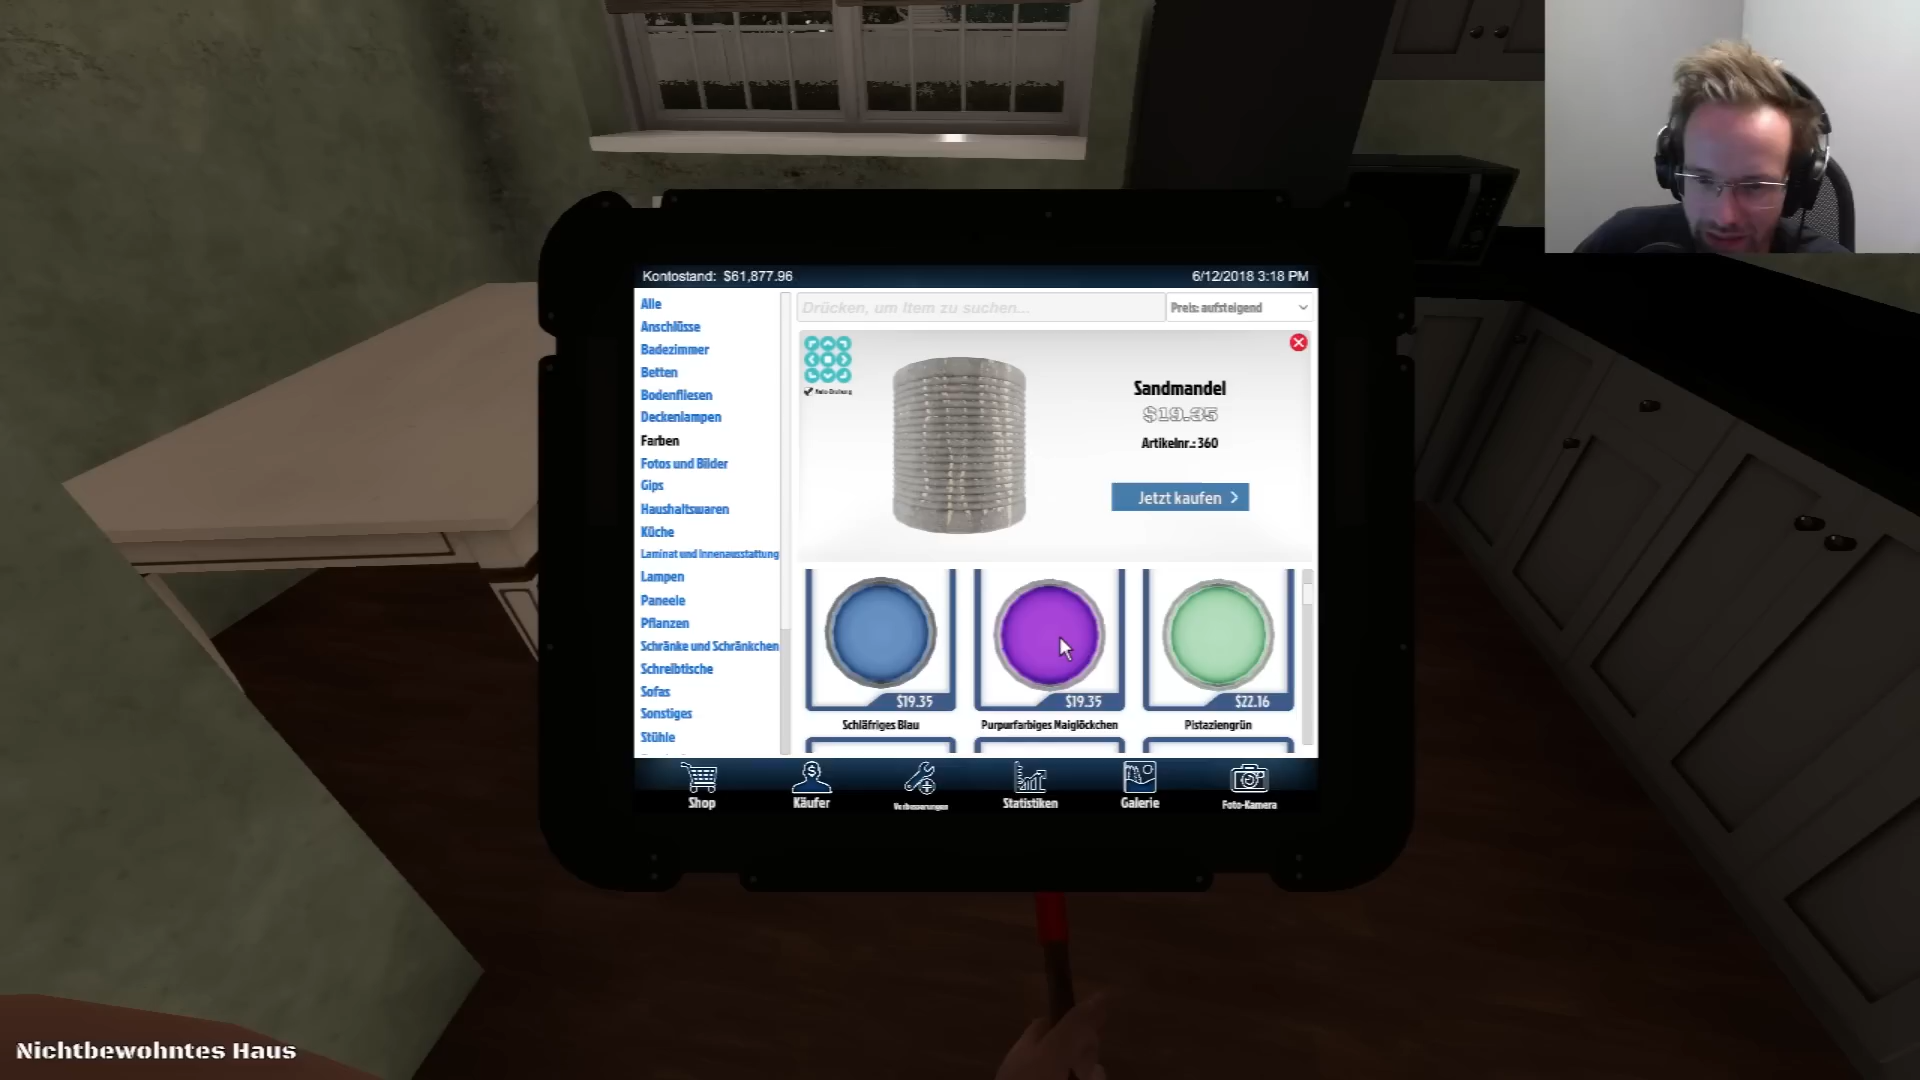 Kontostand: $61,877.96
6/12/2018 3:18 PM
Alle
Anschlüsse
Badezimmer
Betten
Bodenfliesen
Deckenlampen
Farben
Fotos und Bilder
Gips
Haushaltswaren
Küche
Laminat und Innenausstattung
Lampen
Paneele
Pflanzen
Schränke und Schränkchen
Schreibtische
Sofas
Sonstiges
Stühle
Drücken, um Item zu suchen...
Preis: aufsteigend
Sandmandel
$19.35
Artikelnr.: 360
Jetzt kaufen
$19.35
$19.35
$22.16
Schläfriges Blau
Purpurfarbiges Maiglöckchen
Pistaziengrün
Shop
Käufer
Verbesserungen
Statistiken
Galerie
Foto-Kamera
Nichtbewohntes Haus